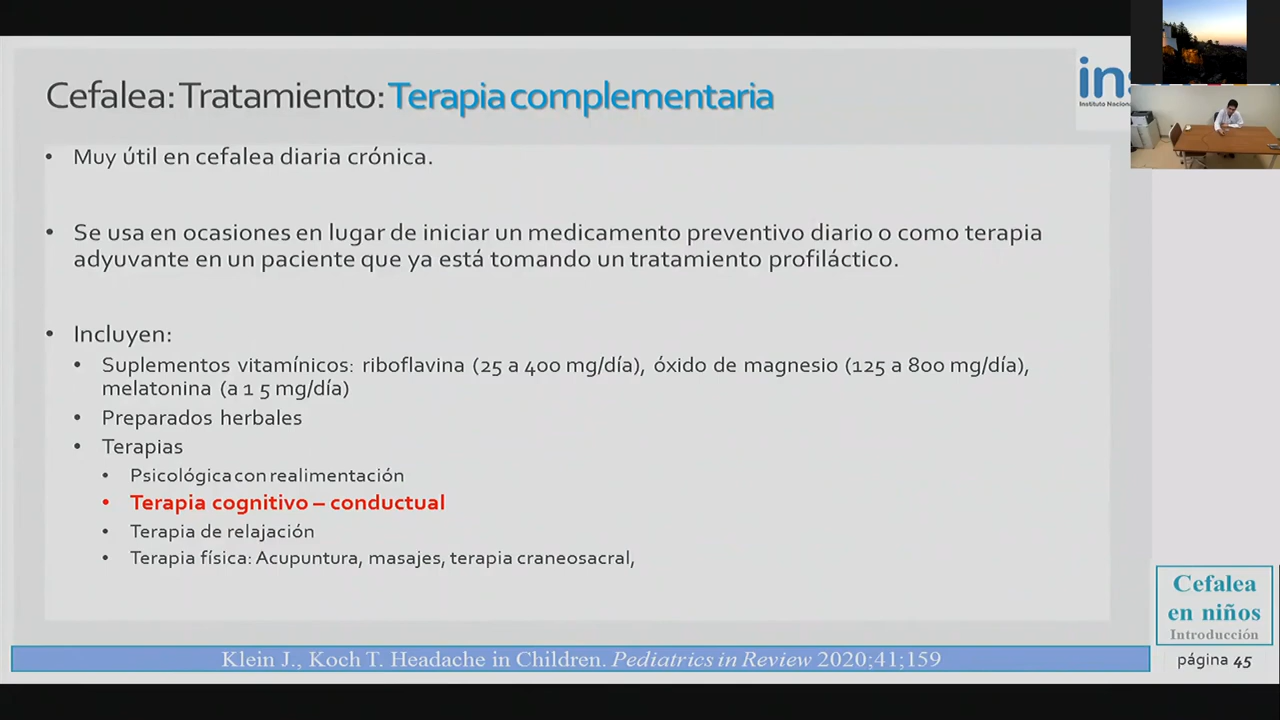 Cefalea: Tratamiento: Terapia complementaria
ins
Instituto Nacional
• Muy útil en cefalea diaria crónica.
• Se usa en ocasiones en lugar de iniciar un medicamento preventivo diario o como terapia
adyuvante en un paciente que ya está tomando un tratamiento profiláctico.
• Incluyen:
• Suplementos vitamínicos: riboflavina (25 a 400 mg/día), óxido de magnesio (125 a 800 mg/día),
melatonina (a 1 5 mg/día)
• Preparados herbales
• Terapias
• Psicológica con realimentación
• Terapia cognitivo – conductual
• Terapia de relajación
• Terapia física: Acupuntura, masajes, terapia craneosacral,
Cefalea
en niños
Introducción
Klein J., Koch T. Headache in Children. Pediatrics in Review 2020;41;159
página 45